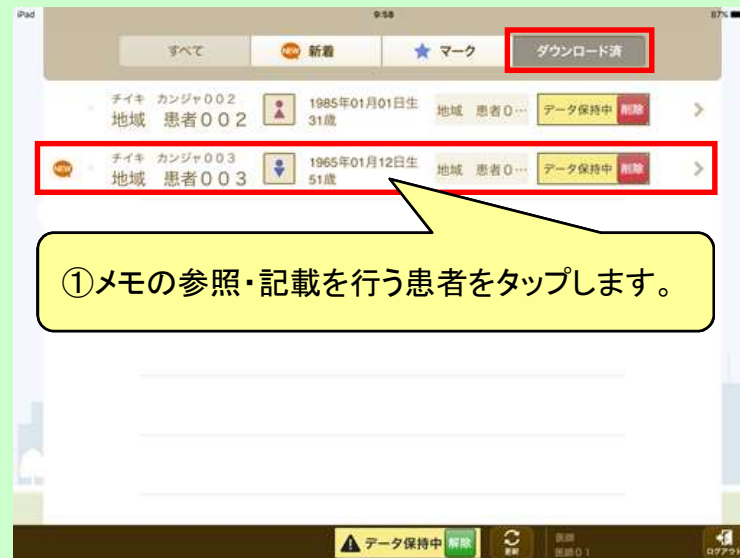 iPad 9:58 87%
すべて NEW 新着 マーク ダウンロード済
チイキ カンジャ002
地域 患者002
1985年01月01日生
31歳
地域 患者0… データ保持中 削除
NEW
チイキ カンジャ003
地域 患者003
1965年01月12日生
51歳
地域 患者0… データ保持中 削除
①メモの参照・記載を行う患者をタップします。
データ保持中 解除
更新
医師
医師01
ログアウト